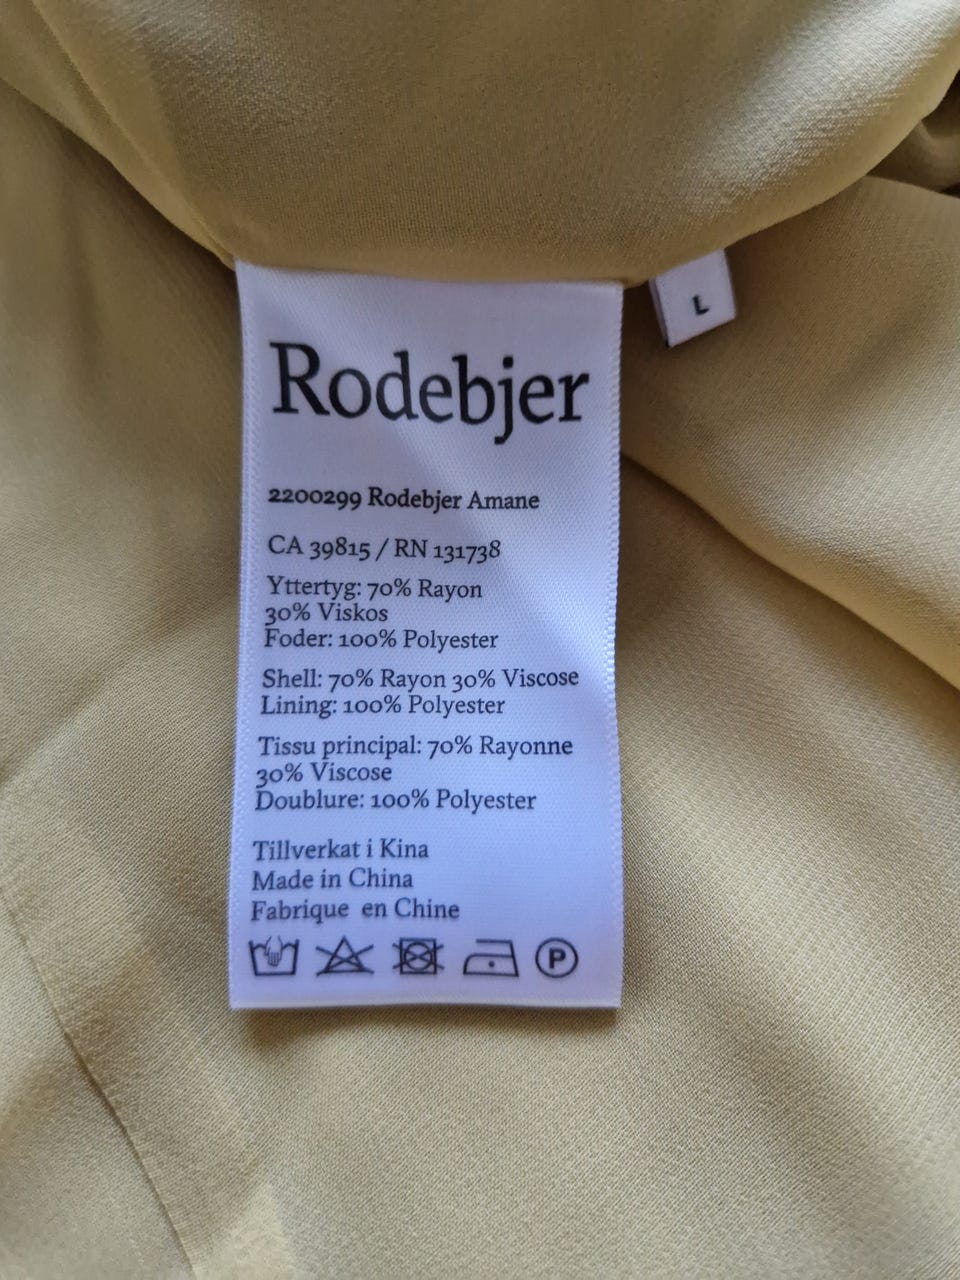 L
Rodebjer
2200299 Rodebjer Amane
CA 39815 / RN 131738
Yttertyg: 70% Rayon
30% Viskos
Foder: 100% Polyester
Shell: 70% Rayon 30% Viscose
Lining: 100% Polyester
Tissu principal: 70% Rayonne
30% Viscose
Doublure: 100% Polyester
Tillverkat i Kina
Made in China
Fabrique en Chine
P